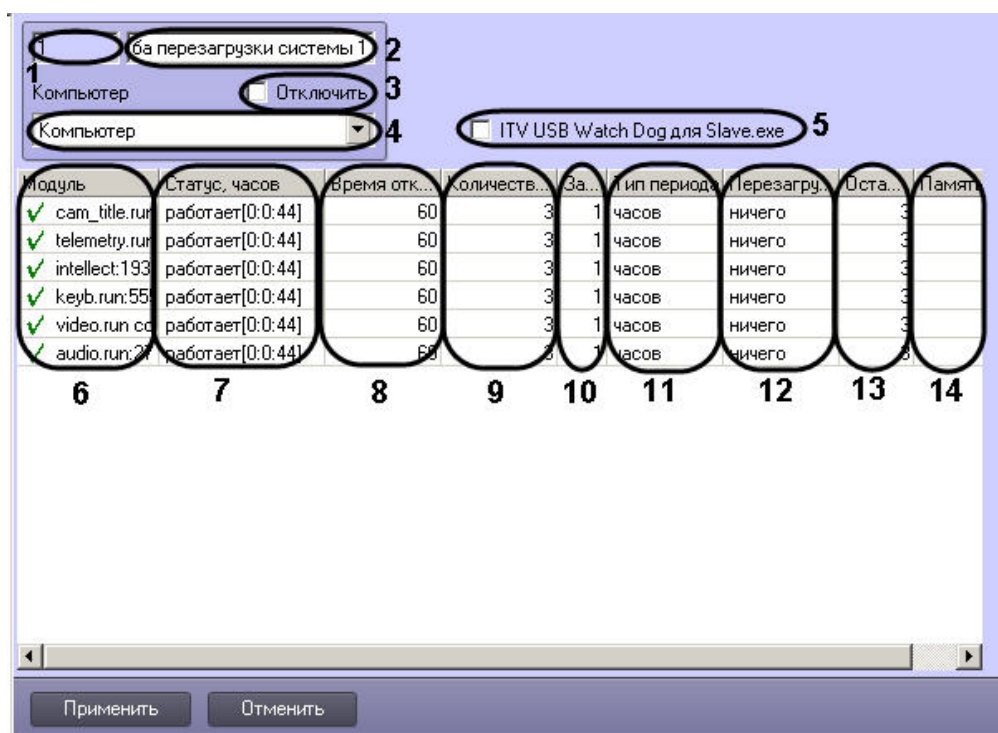 1 ба перезагрузки системы 1 2
1
Компьютер Отключить 3
Компьютер 4 ITV USB Watch Dog для Slave.exe 5
Модуль Статус, часов Время отк... Количеств... За... Тип периода Перезагру... Оста... Памят
cam_title.run работает[0:0:44] 60 3 1 часов ничего 3
telemetry.run работает[0:0:44] 60 3 1 часов ничего 3
intellect:193 работает[0:0:44] 60 3 1 часов ничего 3
keyb.run:55 работает[0:0:44] 60 3 1 часов ничего 3
video.run co работает[0:0:44] 60 3 1 часов ничего 3
audio.run:27 работает[0:0:44] 60 3 1 часов ничего 3
6 7 8 9 10 11 12 13 14
Применить Отменить